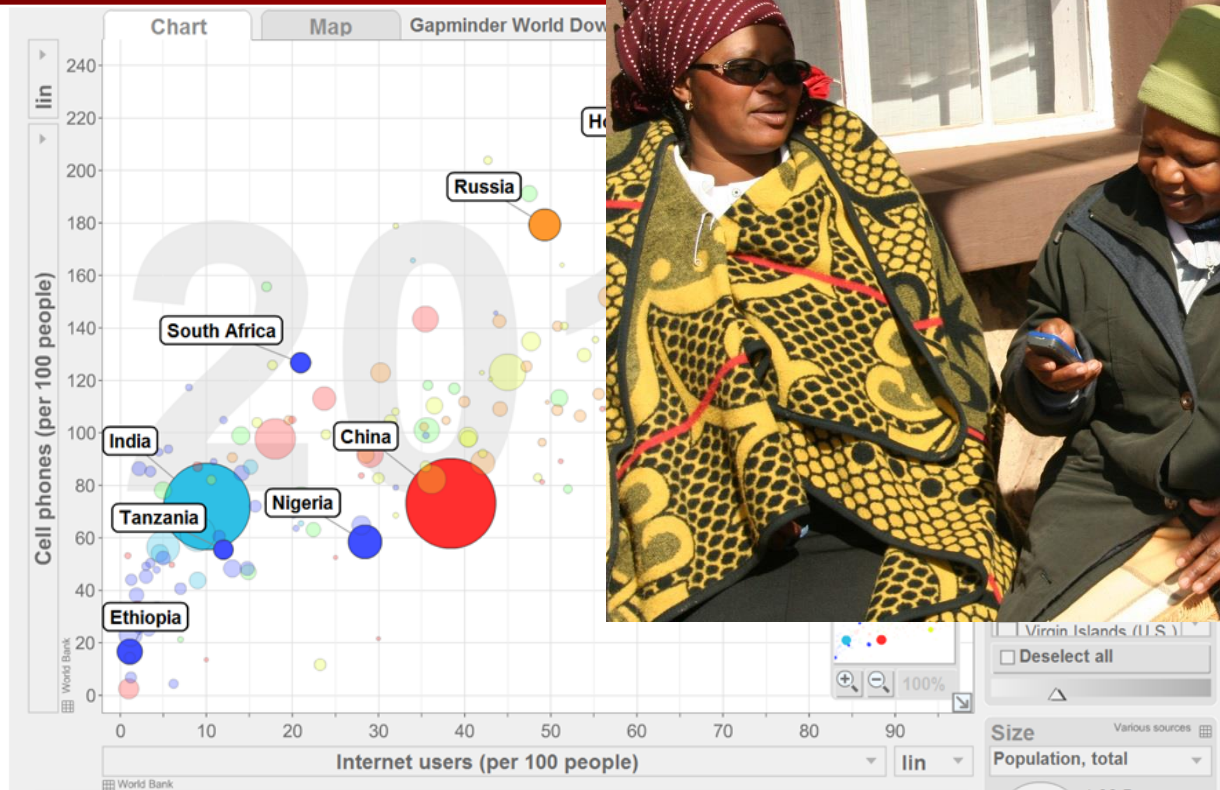 Chart
Map
Gapminder World Dow
lin
Cell phones (per 100 people)
World Bank
240
220
200
180
160
140
120
100
80
60
40
20
0
Russia
South Africa
India
China
Tanzania
Nigeria
Ethiopia
20
0
10
20
30
40
50
60
70
80
90
Internet users (per 100 people)
lin
World Bank
Virgin Islands (U.S.)
Deselect all
100%
Size
Various sources
Population, total